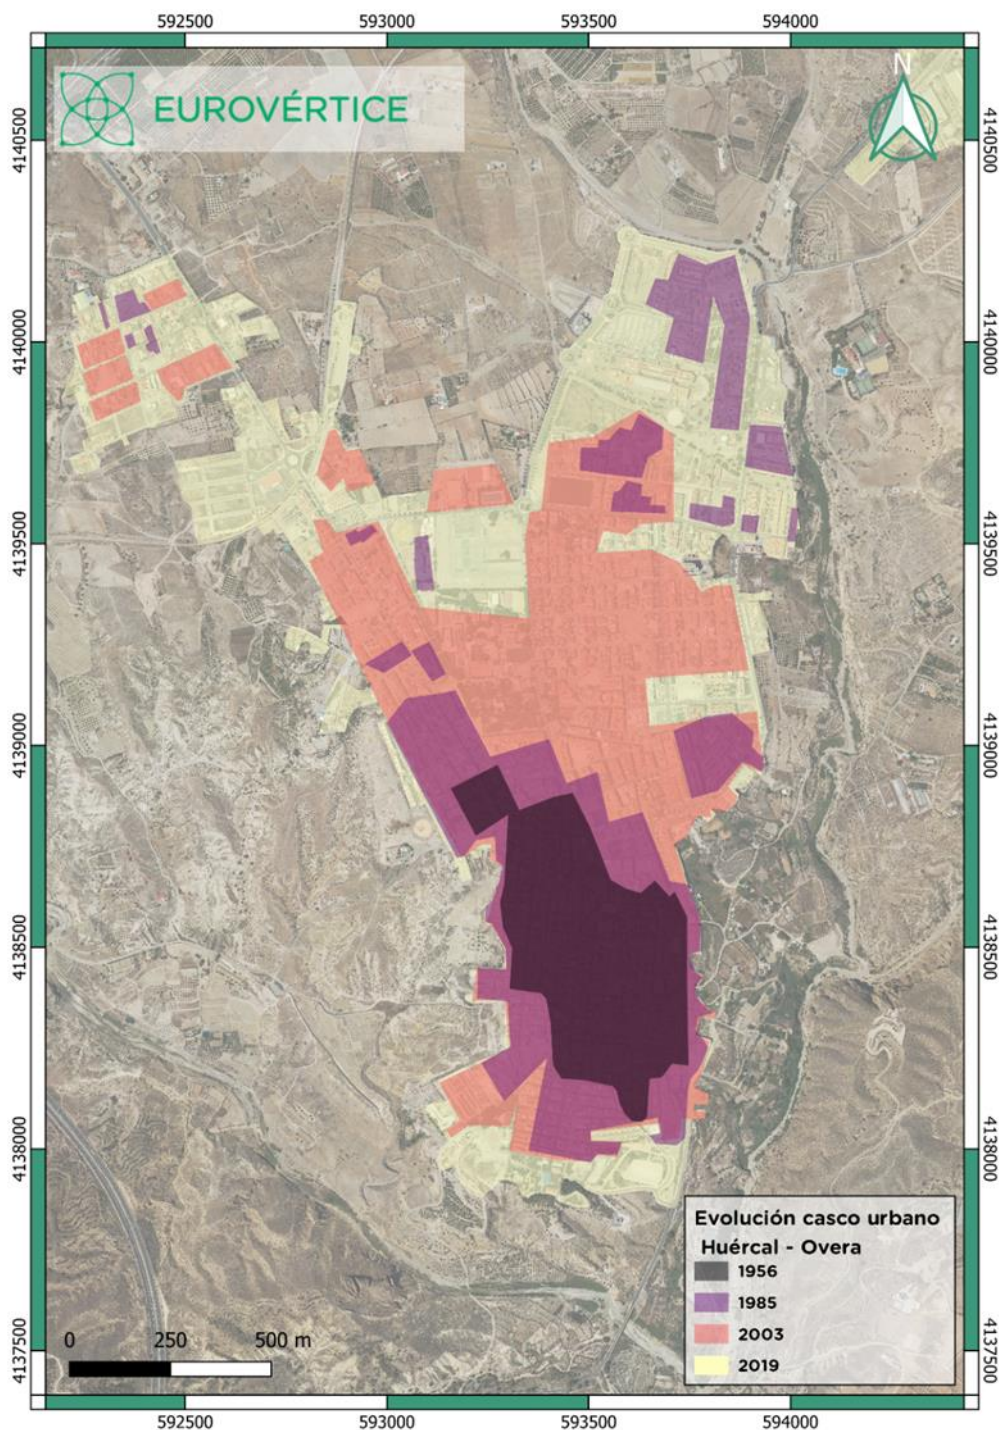 592500 593000 593500 594000
N
EUROVÉRTICE
4140500 4140500
4140000 4140000
4139500 4139500
4139000 4139000
4138500 4138500
4138000 4138000
4137500 4137500
Evolución casco urbano
Huércal - Overa
1956
1985
2003
2019
0 250 500 m
592500 593000 593500 594000